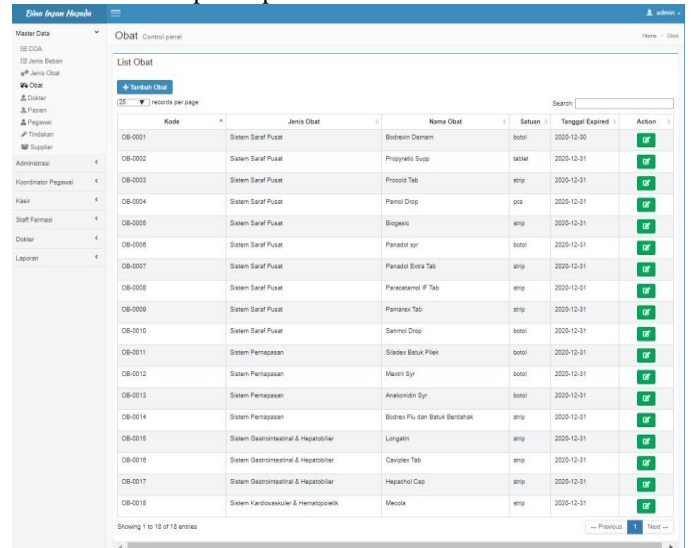 Bina Insan Husada
admin
Master Data
COA
Jenis Beban
Jenis Obat
Obat
Dokter
Pasien
Pegawai
Tindakan
Supplier
Administrasi
Koordinator Pegawai
Kasir
Staff Farmasi
Dokter
Laporan
Obat Control panel
Home > Obat
List Obat
+ Tambah Obat
25 records per page
Search:
Kode Jenis Obat Nama Obat Satuan Tanggal Expired Action
OB-0001 Sistem Saraf Pusat Bodrexin Demam botol 2020-12-30
OB-0002 Sistem Saraf Pusat Propyretic Supp tablet 2020-12-31
OB-0003 Sistem Saraf Pusat Procold Tab strip 2020-12-31
OB-0004 Sistem Saraf Pusat Pamol Drop pcs 2020-12-31
OB-0005 Sistem Saraf Pusat Biogesic strip 2020-12-31
OB-0006 Sistem Saraf Pusat Panadol syr botol 2020-12-31
OB-0007 Sistem Saraf Pusat Panadol Extra Tab strip 2020-12-31
OB-0008 Sistem Saraf Pusat Paracetamol IF Tab strip 2020-12-31
OB-0009 Sistem Saraf Pusat Pamarex Tab strip 2020-12-31
OB-0010 Sistem Saraf Pusat Sanmol Drop botol 2020-12-31
OB-0011 Sistem Pernapasan Siladex Batuk Pilek botol 2020-12-31
OB-0012 Sistem Pernapasan Mextril Syr botol 2020-12-31
OB-0013 Sistem Pernapasan Anakonidin Syr botol 2020-12-31
OB-0014 Sistem Pernapasan Bodrex Flu dan Batuk Berdahak strip 2020-12-31
OB-0015 Sistem Gastrointestinal & Hepatobilier Longatin strip 2020-12-31
OB-0016 Sistem Gastrointestinal & Hepatobilier Caviplex Tab strip 2020-12-31
OB-0017 Sistem Gastrointestinal & Hepatobilier Hepachol Cap strip 2020-12-31
OB-0018 Sistem Kardiovaskuler & Hematopoietik Mecola strip 2020-12-31
Showing 1 to 18 of 18 entries
← Previous 1 Next →